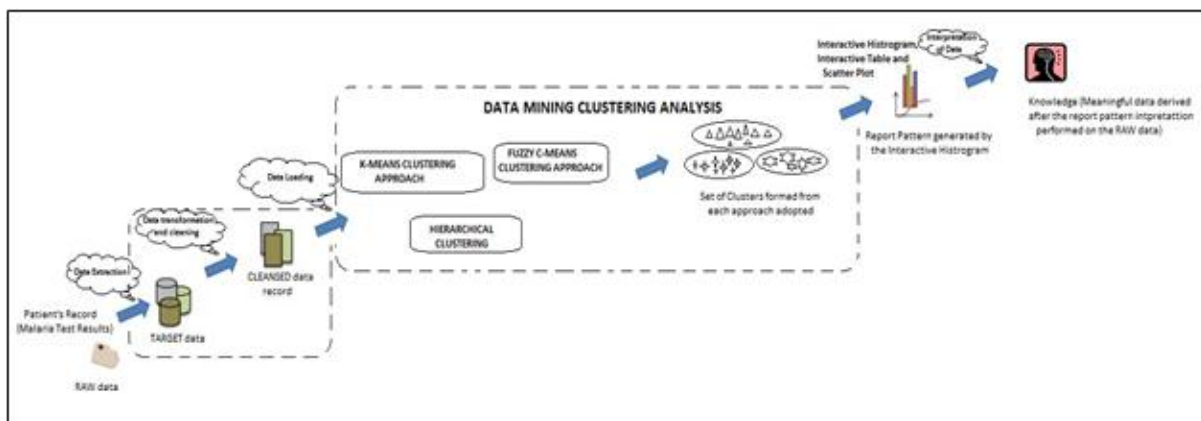 Patient's Record
(Malaria Test Results)
RAW data
Data Extraction
TARGET data
Data transformation
and cleaning
CLEANSED data
record
Data Loading
DATA MINING CLUSTERING ANALYSIS
K-MEANS CLUSTERING
APPROACH
FUZZY C-MEANS
CLUSTERING APPROACH
HIERARCHICAL
CLUSTERING
Set of Clusters formed from
each approach adopted
Interactive Histrogram,
Interactive Table and
Scatter Plot
Report Pattern generated by
the Interactive Histogram
Interpretation
of Data
Knowledge (Meaningful data derived
after the report pattern intpretattion
performed on the RAW data)